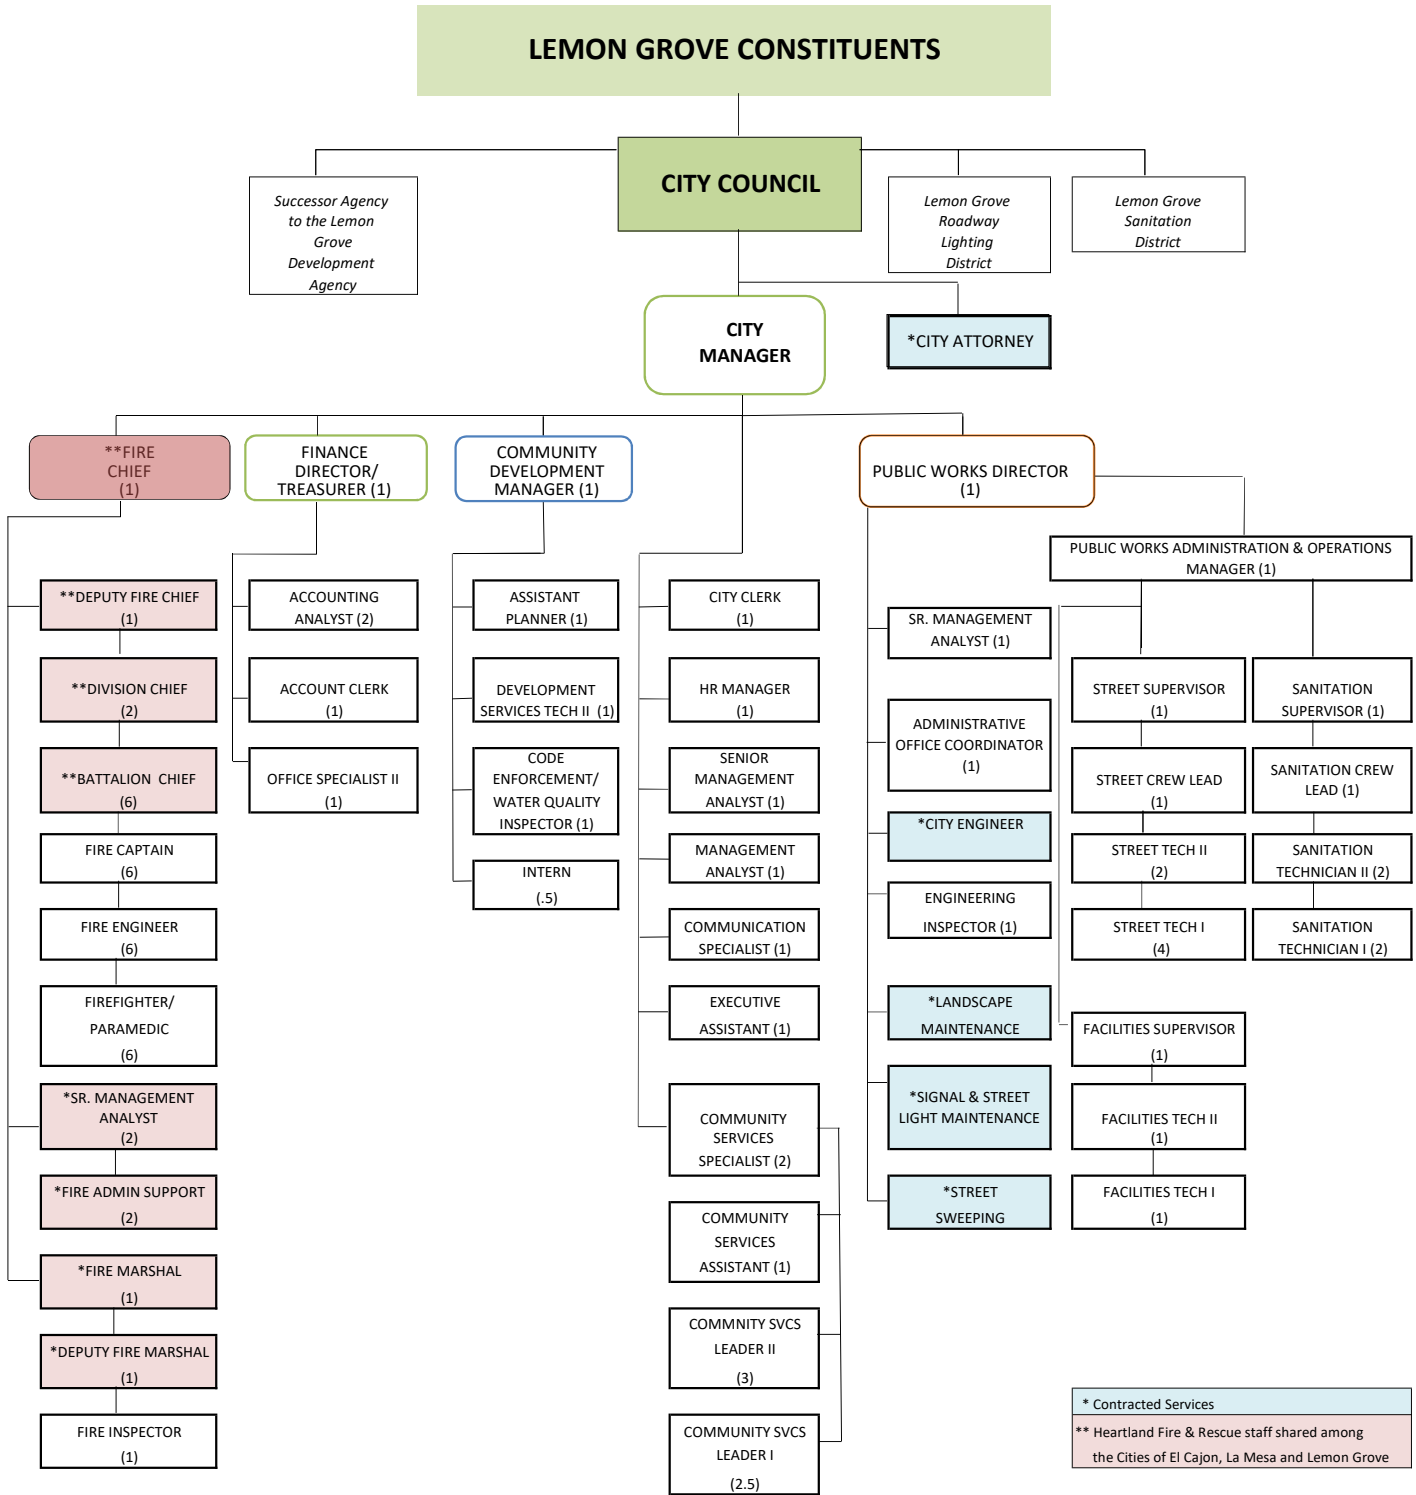 LEMON GROVE CONSTITUENTS
CITY COUNCIL
Successor Agency
to the Lemon
Grove
Development
Agency
Lemon Grove
Roadway
Lighting
District
Lemon Grove
Sanitation
District
CITY
MANAGER
*CITY ATTORNEY
**FIRE
CHIEF
(1)
FINANCE
DIRECTOR/
TREASURER (1)
COMMUNITY
DEVELOPMENT
MANAGER (1)
PUBLIC WORKS DIRECTOR
(1)
PUBLIC WORKS ADMINISTRATION & OPERATIONS
MANAGER (1)
**DEPUTY FIRE CHIEF
(1)
**DIVISION CHIEF
(2)
**BATTALION  CHIEF
(6)
FIRE CAPTAIN
(6)
FIRE ENGINEER
(6)
FIREFIGHTER/
PARAMEDIC
(6)
*SR. MANAGEMENT
ANALYST
(2)
*FIRE ADMIN SUPPORT
(2)
*FIRE MARSHAL
(1)
*DEPUTY FIRE MARSHAL
(1)
FIRE INSPECTOR
(1)
ACCOUNTING
ANALYST (2)
ACCOUNT CLERK
(1)
OFFICE SPECIALIST II
(1)
ASSISTANT
PLANNER (1)
DEVELOPMENT
SERVICES TECH II  (1)
CODE
ENFORCEMENT/
WATER QUALITY
INSPECTOR (1)
INTERN
(.5)
CITY CLERK
(1)
HR MANAGER
(1)
SENIOR
MANAGEMENT
ANALYST (1)
MANAGEMENT
ANALYST (1)
COMMUNICATION
SPECIALIST (1)
EXECUTIVE
ASSISTANT (1)
COMMUNITY
SERVICES
SPECIALIST (2)
COMMUNITY
SERVICES
ASSISTANT (1)
COMMNITY SVCS
LEADER II
(3)
COMMUNITY SVCS
LEADER I
(2.5)
SR. MANAGEMENT
ANALYST (1)
ADMINISTRATIVE
OFFICE COORDINATOR
(1)
*CITY ENGINEER
ENGINEERING
INSPECTOR (1)
*LANDSCAPE
MAINTENANCE
*SIGNAL & STREET
LIGHT MAINTENANCE
*STREET
SWEEPING
STREET SUPERVISOR
(1)
STREET CREW LEAD
(1)
STREET TECH II
(2)
STREET TECH I
(4)
FACILITIES SUPERVISOR
(1)
FACILITIES TECH II
(1)
FACILITIES TECH I
(1)
SANITATION
SUPERVISOR (1)
SANITATION CREW
LEAD (1)
SANITATION
TECHNICIAN II (2)
SANITATION
TECHNICIAN I (2)
* Contracted Services
** Heartland Fire & Rescue staff shared among
the Cities of El Cajon, La Mesa and Lemon Grove